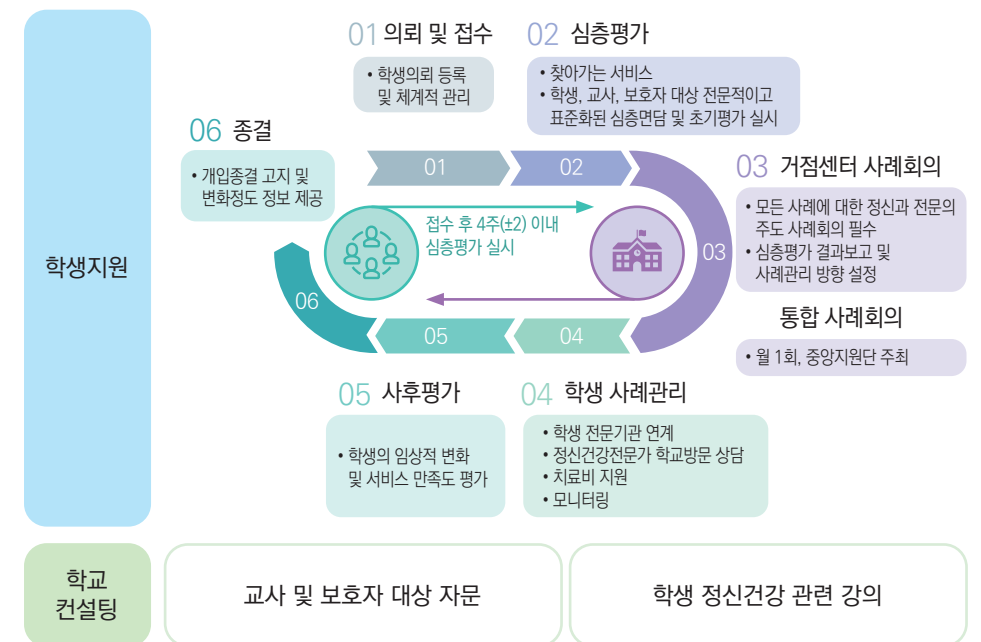 학생지원
01 의뢰 및 접수
• 학생의뢰 등록
및 체계적 관리
02 심층평가
• 찾아가는 서비스
• 학생, 교사, 보호자 대상 전문적이고
표준화된 심층면담 및 초기평가 실시
03 거점센터 사례회의
• 모든 사례에 대한 정신과 전문의
주도 사례회의 필수
• 심층평가 결과보고 및
사례관리 방향 설정
통합 사례회의
• 월 1회, 중앙지원단 주최
04 학생 사례관리
• 학생 전문기관 연계
• 정신건강전문가 학교방문 상담
• 치료비 지원
• 모니터링
05 사후평가
• 학생의 임상적 변화
및 서비스 만족도 평가
06 종결
• 개입종결 고지 및
변화정도 정보 제공
01
02
03
04
05
06
접수 후 4주(±2) 이내
심층평가 실시
학교
컨설팅
교사 및 보호자 대상 자문
학생 정신건강 관련 강의